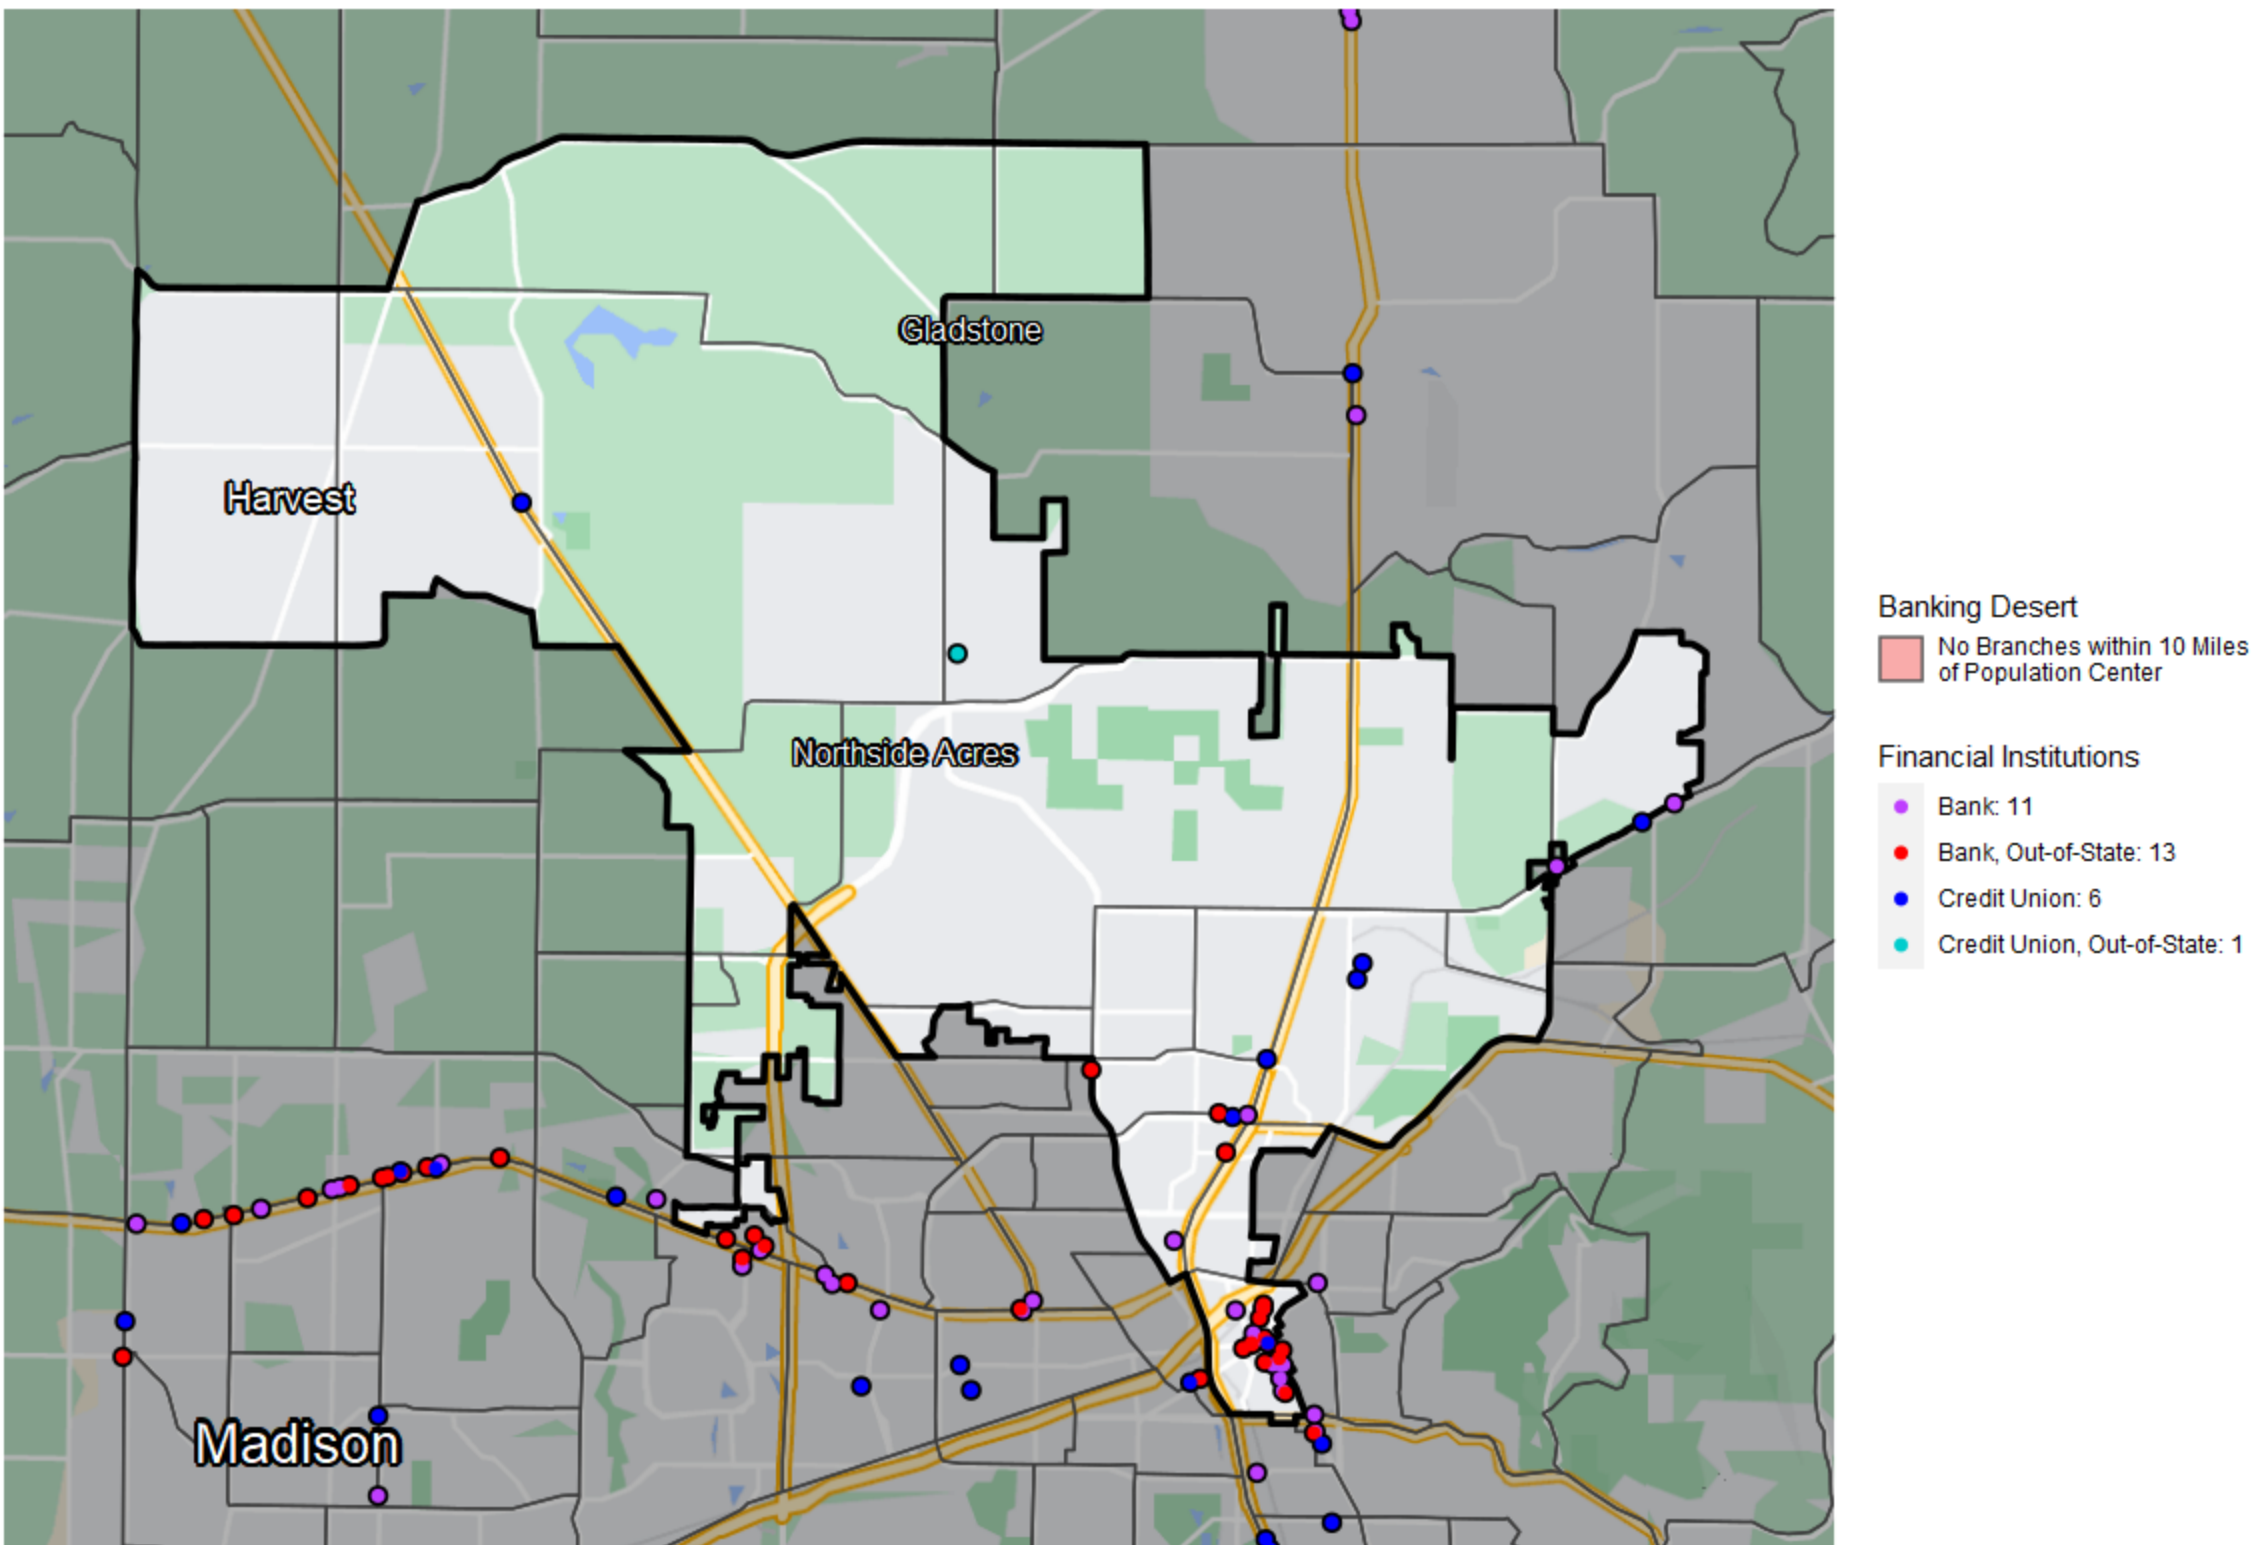 Gladstone
Harvest
Northside Acres
Madison
Banking Desert
No Branches within 10 Miles
of Population Center
Financial Institutions
Bank: 11
Bank, Out-of-State: 13
Credit Union: 6
Credit Union, Out-of-State: 1